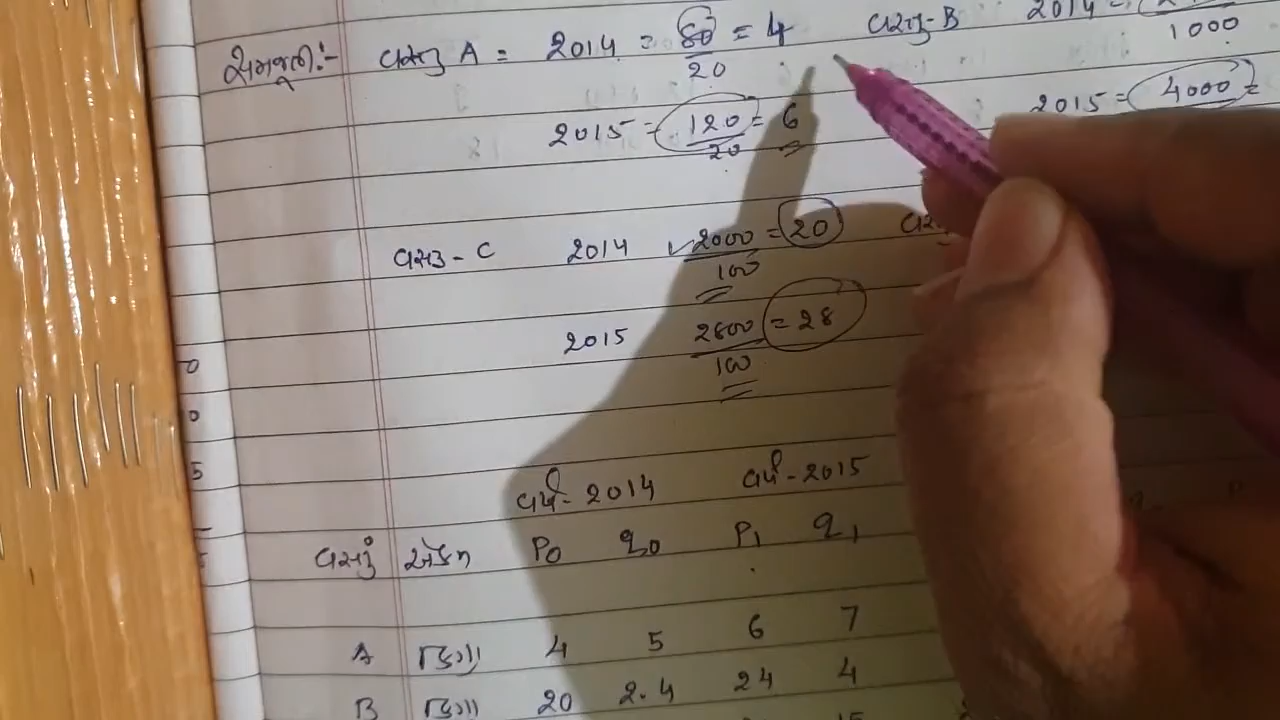 સમજૂતી:- વસ્તુ A = 2014 = 80/20 = 4 વસ્તુ-B 2014 = 1000
2015 = 120/20 = 6 2015 = 4000 =
વસ્તુ - C 2014 ✓2000/100 = 20
2015 2800/100 = 28
વર્ષ- 2014 વર્ષ-2015
વસ્તુ એકમ P0 q0 P1 q1
A કિગ્રા 4 5 6 7
B કિગ્રા 20 2.4 24 4